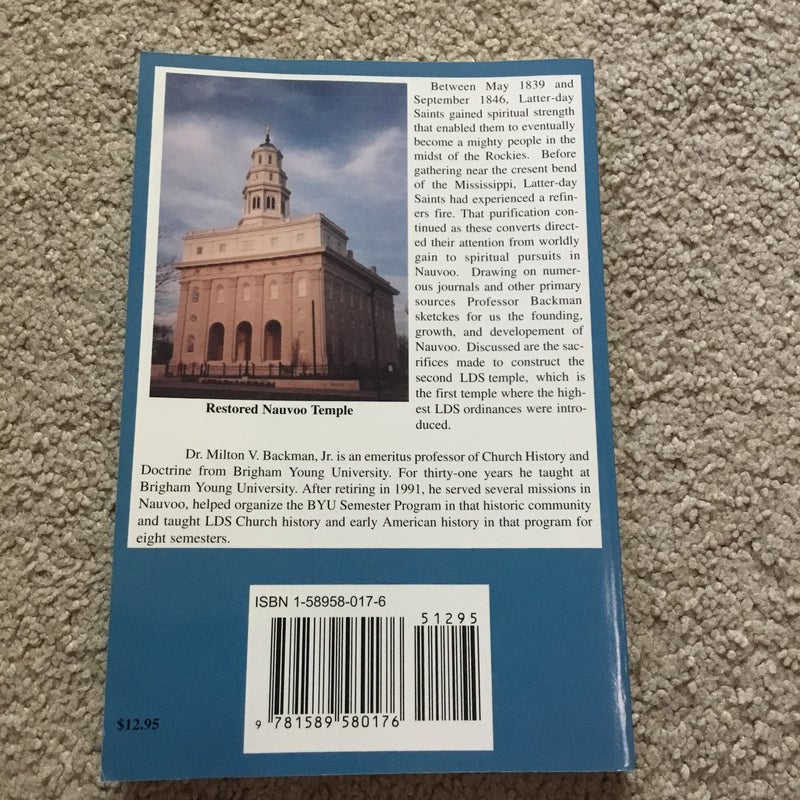 Between May 1839 and
September 1846, Latter-day
Saints gained spiritual strength
that enabled them to eventually
become a mighty people in the
midst of the Rockies. Before
gathering near the cresent bend
of the Mississippi, Latter-day
Saints had experienced a refin-
ers fire. That purification con-
tinued as these converts direct-
ed their attention from worldly
gain to spiritual pursuits in
Nauvoo. Drawing on numer-
ous journals and other primary
sources Professor Backman
sketckes for us the founding,
growth, and developement of
Nauvoo. Discussed are the sac-
rifices made to construct the
second LDS temple, which is
the first temple where the high-
est LDS ordinances were intro-
duced.
Restored Nauvoo Temple
Dr. Milton V. Backman, Jr. is an emeritus professor of Church History and
Doctrine from Brigham Young University. For thirty-one years he taught at
Brigham Young University. After retiring in 1991, he served several missions in
Nauvoo, helped organize the BYU Semester Program in that historic community
and taught LDS Church history and early American history in that program for
eight semesters.
ISBN 1-58958-017-6
51295
9 781589 580176
$12.95